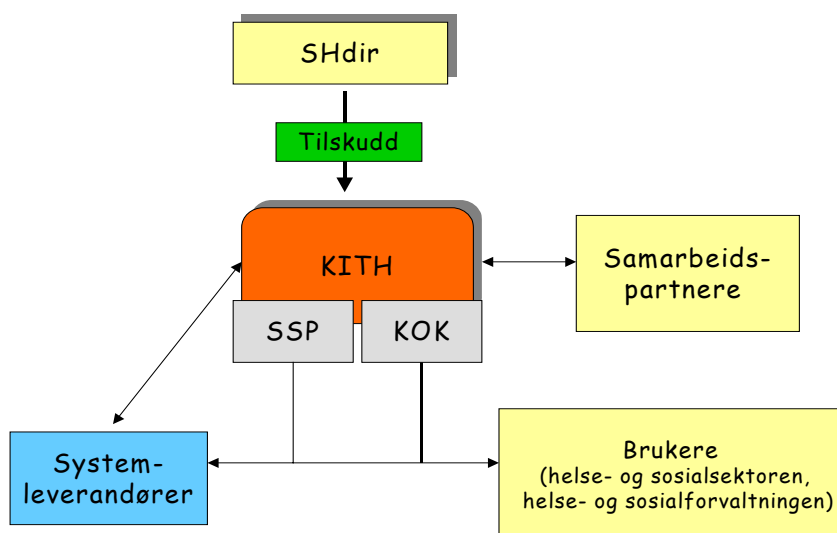 SHdir
Tilskudd
KITH
Samarbeids-
partnere
SSP
KOK
System-
leverandører
Brukere
(helse- og sosialsektoren,
helse- og sosialforvaltningen)